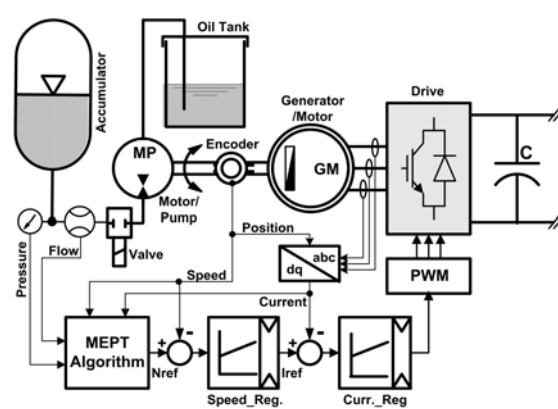 Oil Tank
Accumulator
Generator
/Motor
Drive
Encoder
MP
GM
C
Motor/
Pump
Position
Valve
Flow
Pressure
abc
dq
PWM
Speed
Current
MEPT
Algorithm
+
-
Nref
+
-
Iref
Speed_Reg.
Curr._Reg